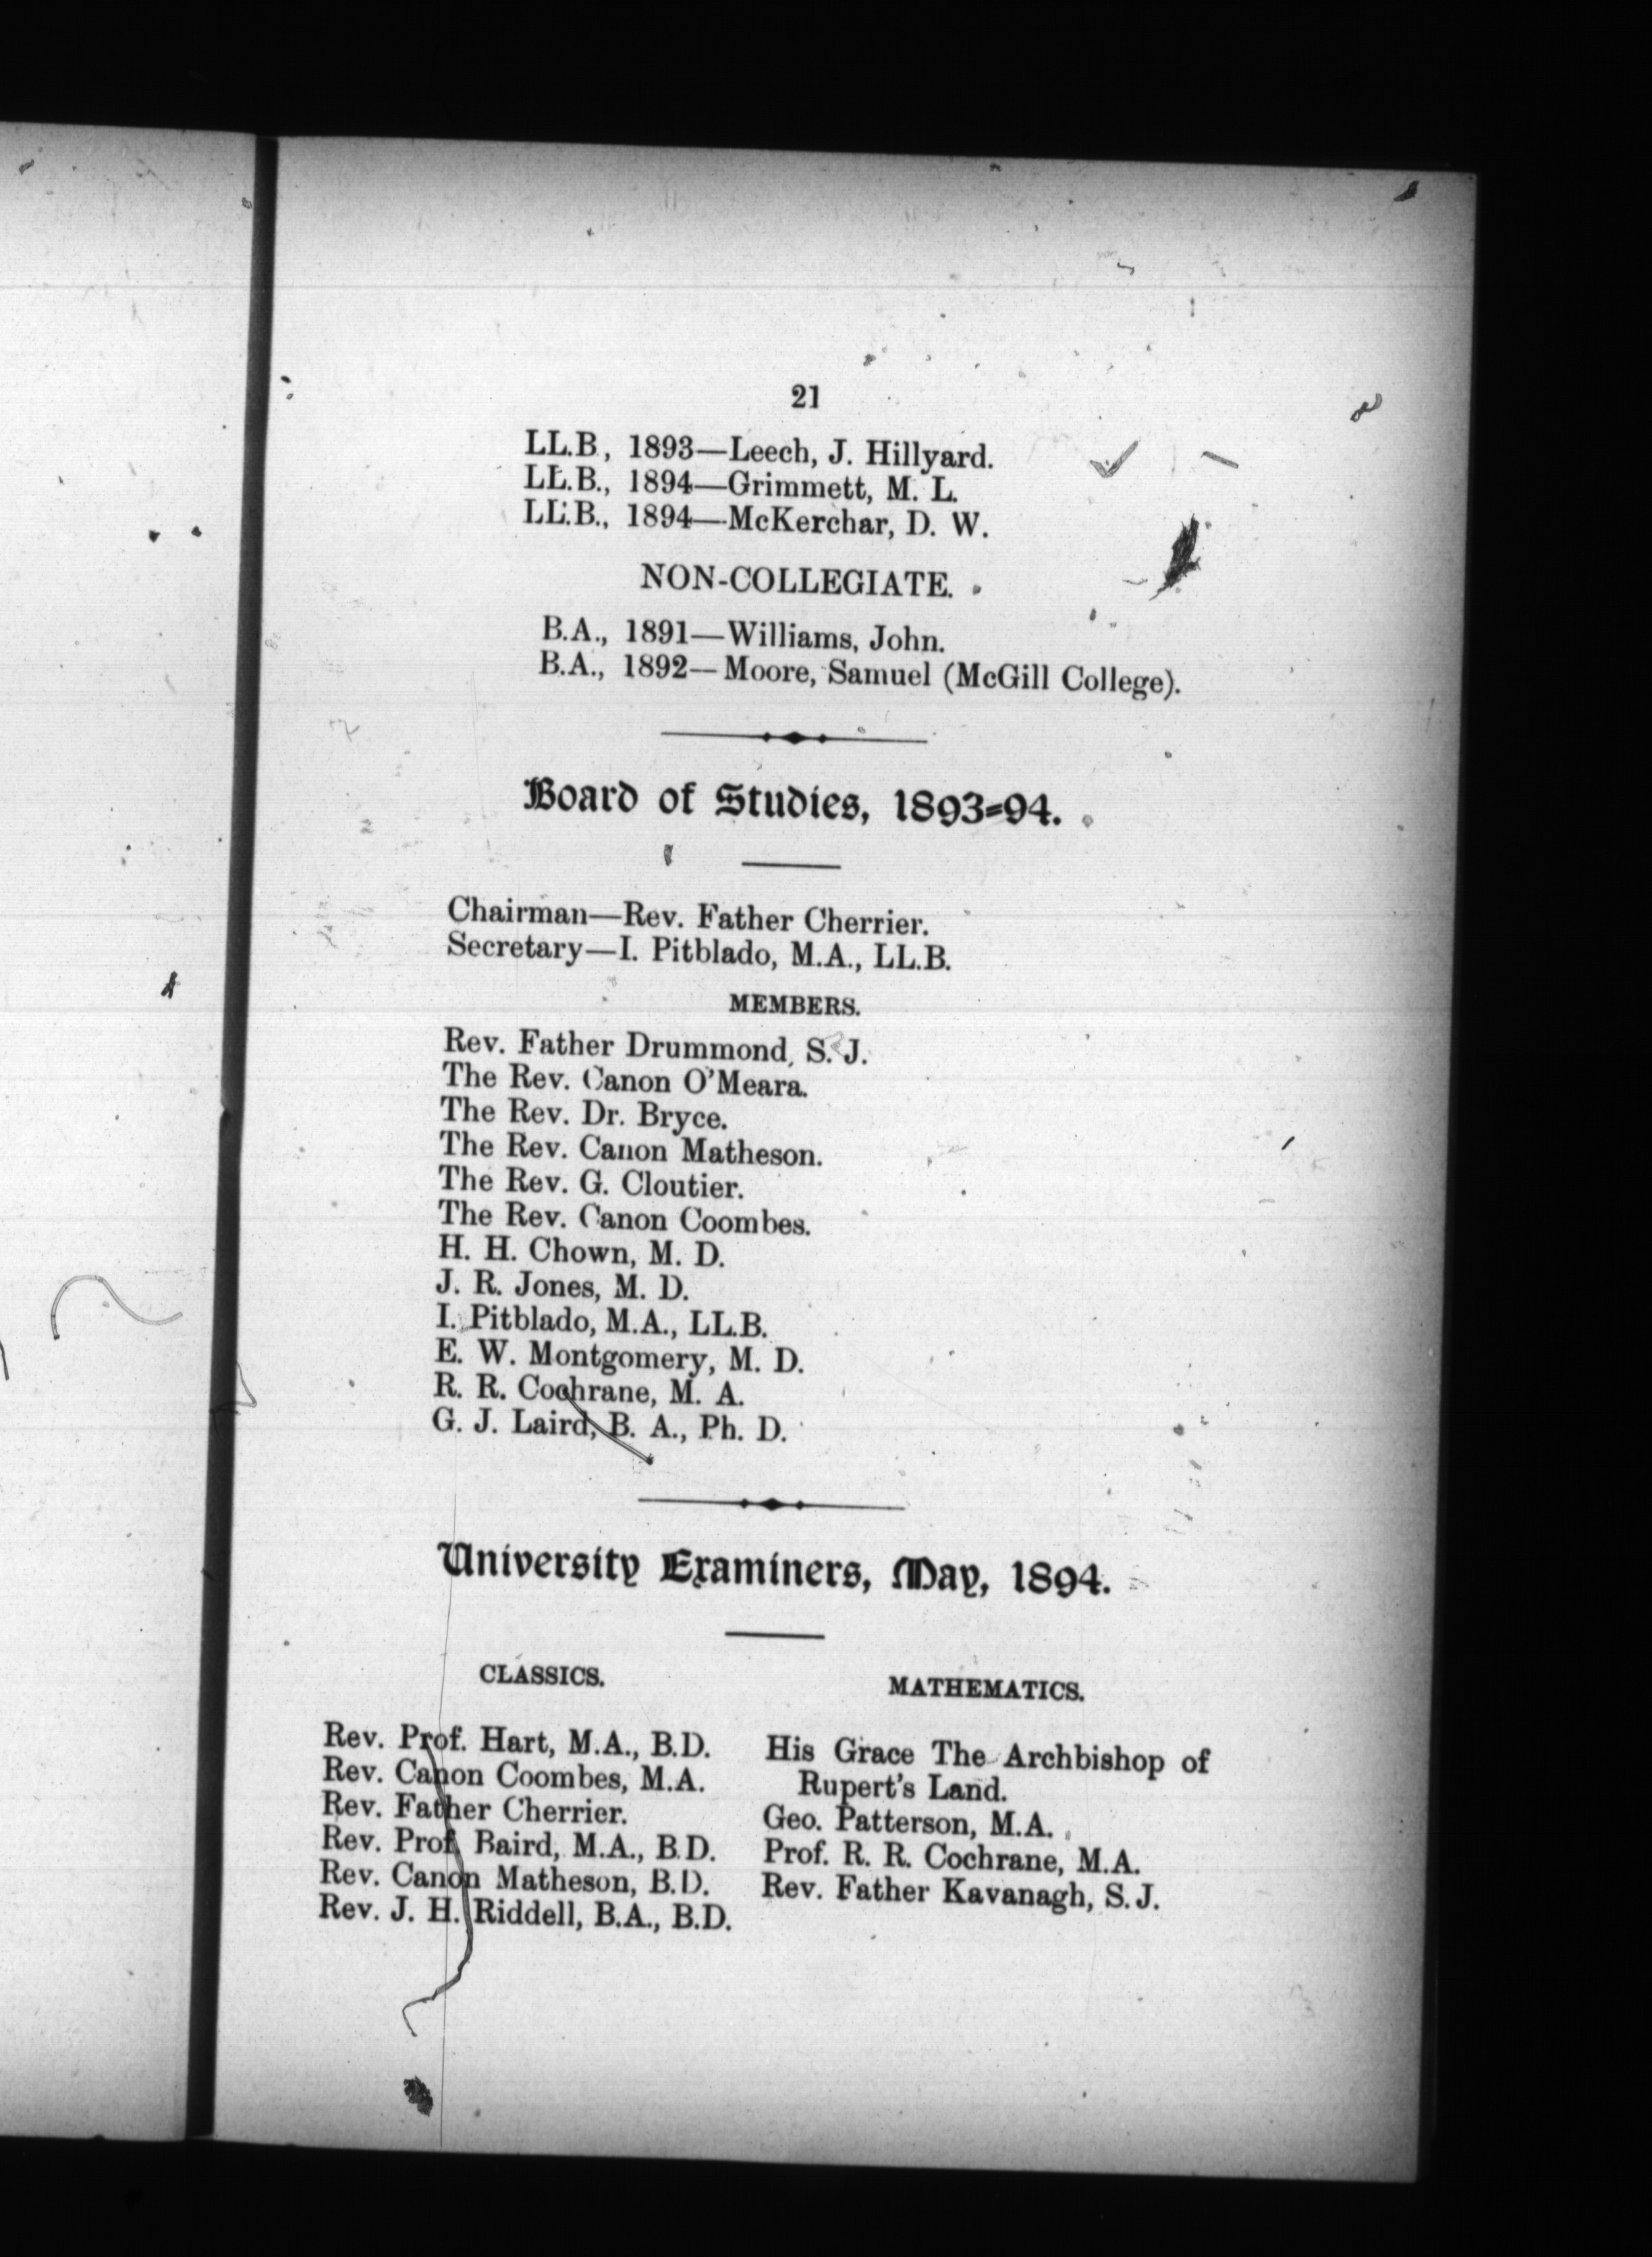 21
LL.B., 1893—Leech, J. Hillyard.
LL.B., 1894—Grimmett, M. L.
LL.B., 1894—McKerchar, D. W.
NON-COLLEGIATE.
B.A., 1891—Williams, John.
B.A., 1892—Moore, Samuel (McGill College).
Board of Studies, 1893-94.
Chairman—Rev. Father Cherrier.
Secretary—I. Pitblado, M.A., LL.B.
MEMBERS.
Rev. Father Drummond, S. J.
The Rev. Canon O'Meara.
The Rev. Dr. Bryce.
The Rev. Canon Matheson.
The Rev. G. Cloutier.
The Rev. Canon Coombes.
H. H. Chown, M. D.
J. R. Jones, M. D.
I. Pitblado, M.A., LL.B.
E. W. Montgomery, M. D.
R. R. Cochrane, M. A.
G. J. Laird, B. A., Ph. D.
University Examiners, May, 1894.
CLASSICS.
Rev. Prof. Hart, M.A., B.D.
Rev. Canon Coombes, M.A.
Rev. Father Cherrier.
Rev. Prof. Baird, M.A., B.D.
Rev. Canon Matheson, B.D.
Rev. J. H. Riddell, B.A., B.D.
MATHEMATICS.
His Grace The Archbishop of
Rupert's Land.
Geo. Patterson, M.A.
Prof. R. R. Cochrane, M.A.
Rev. Father Kavanagh, S. J.